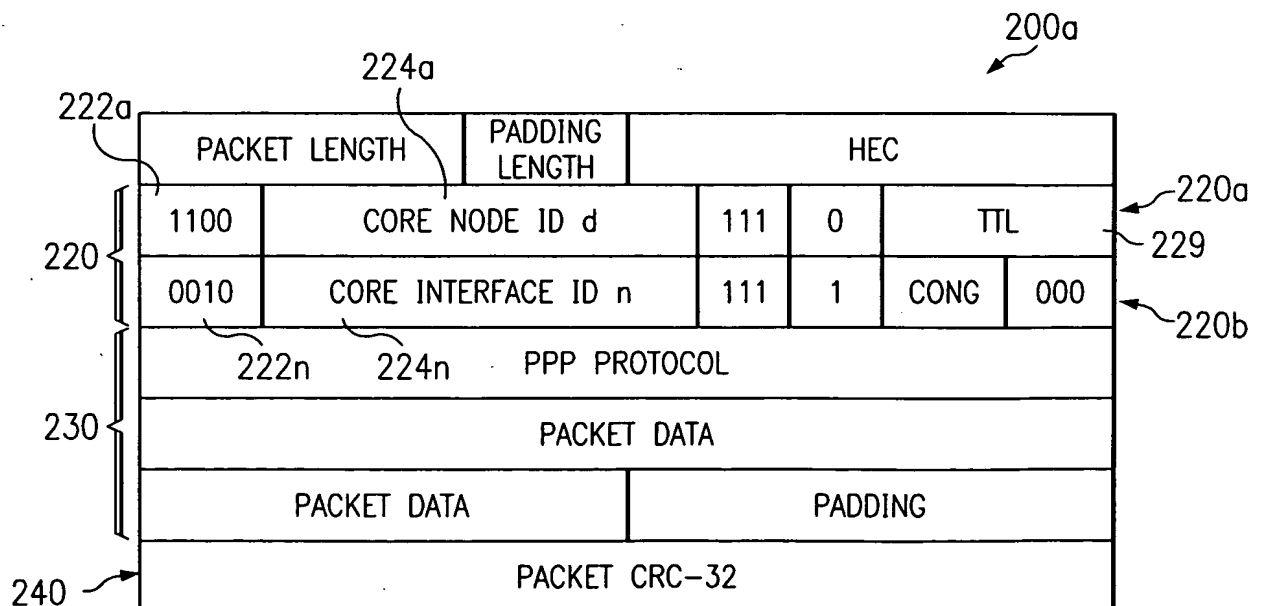 200a
224a
222a
PACKET LENGTH PADDING LENGTH HEC
220a
1100 CORE NODE ID d 111 0 TTL
229
220
0010 CORE INTERFACE ID n 111 1 CONG 000
220b
222n 224n PPP PROTOCOL
230
PACKET DATA
PACKET DATA PADDING
240 PACKET CRC-32